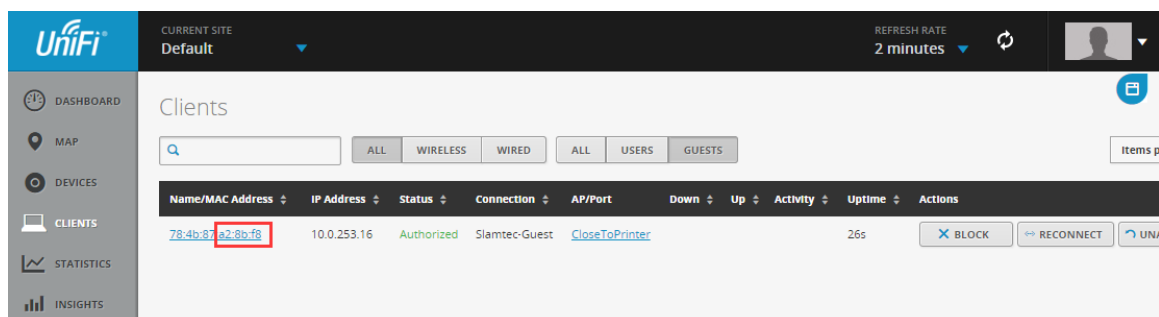 UniFi
CURRENT SITE
Default
REFRESH RATE
2 minutes
DASHBOARD
MAP
DEVICES
CLIENTS
STATISTICS
INSIGHTS
Clients
ALL WIRELESS WIRED ALL USERS GUESTS Items p
Name/MAC Address IP Address Status Connection AP/Port Down Up Activity Uptime Actions
78:4b:87:a2:8b:f8 10.0.253.16 Authorized Slamtec-Guest CloseToPrinter 26s BLOCK RECONNECT UNA